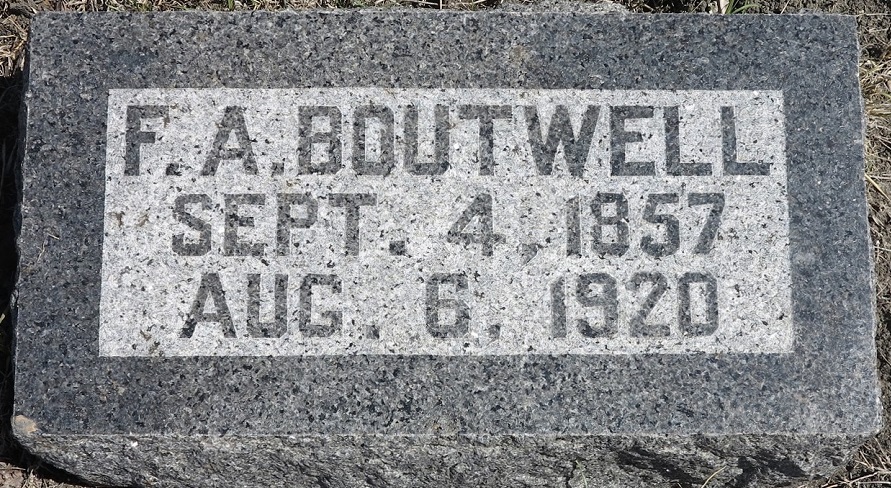 F. A. BOUTWELL
SEPT. 4, 1857
AUG. 6. 1920